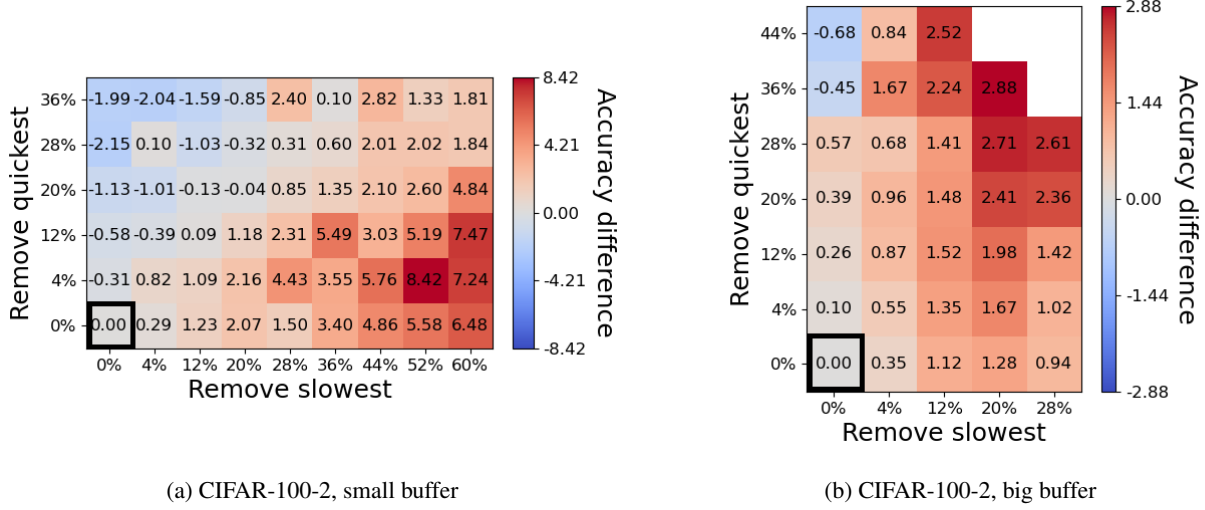 36% -1.99 -2.04 -1.59 -0.85 2.40 0.10 2.82 1.33 1.81
28% -2.15 0.10 -1.03 -0.32 0.31 0.60 2.01 2.02 1.84
20% -1.13 -1.01 -0.13 -0.04 0.85 1.35 2.10 2.60 4.84
12% -0.58 -0.39 0.09 1.18 2.31 5.49 3.03 5.19 7.47
4% -0.31 0.82 1.09 2.16 4.43 3.55 5.76 8.42 7.24
0% 0.00 0.29 1.23 2.07 1.50 3.40 4.86 5.58 6.48
0% 4% 12% 20% 28% 36% 44% 52% 60%
Remove slowest
Remove quickest
8.42
4.21
0.00
-4.21
-8.42
Accuracy difference
(a) CIFAR-100-2, small buffer
44% -0.68 0.84 2.52
36% -0.45 1.67 2.24 2.88
28% 0.57 0.68 1.41 2.71 2.61
20% 0.39 0.96 1.48 2.41 2.36
12% 0.26 0.87 1.52 1.98 1.42
4% 0.10 0.55 1.35 1.67 1.02
0% 0.00 0.35 1.12 1.28 0.94
0% 4% 12% 20% 28%
Remove slowest
Remove quickest
2.88
1.44
0.00
-1.44
-2.88
Accuracy difference
(b) CIFAR-100-2, big buffer